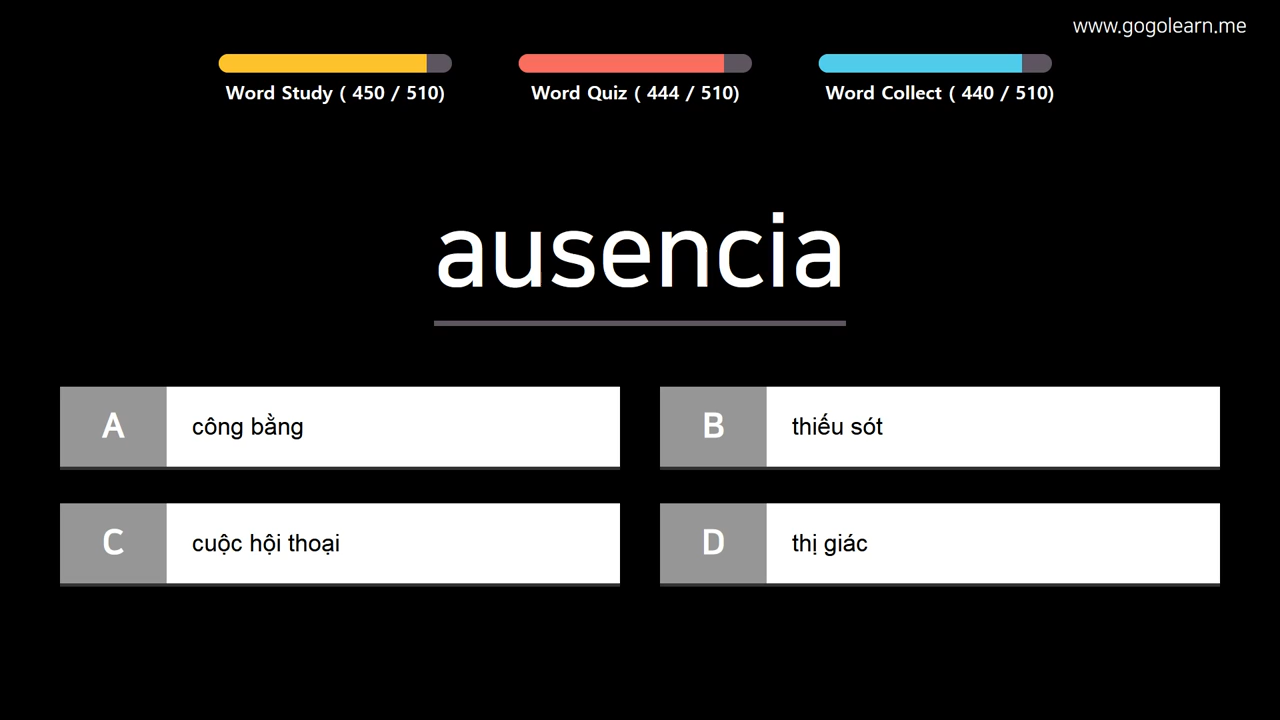 www.gogolearn.me
Word Study ( 450 / 510)
Word Quiz ( 444 / 510)
Word Collect ( 440 / 510)
ausencia
A
công bằng
B
thiếu sót
C
cuộc hội thoại
D
thị giác